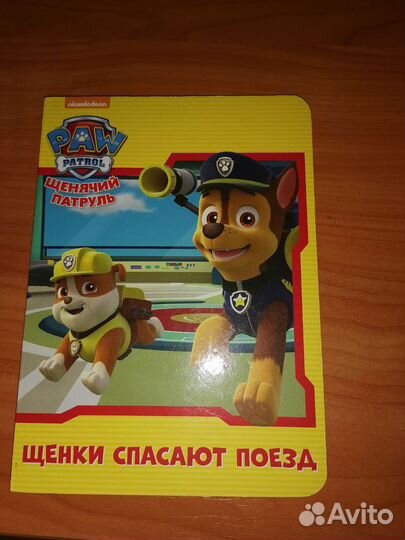 nickelodeon
PAW
PATROL
ЩЕНЯЧИЙ
ПАТРУЛЬ
ЩЕНКИ СПАСАЮТ ПОЕЗД
Avito